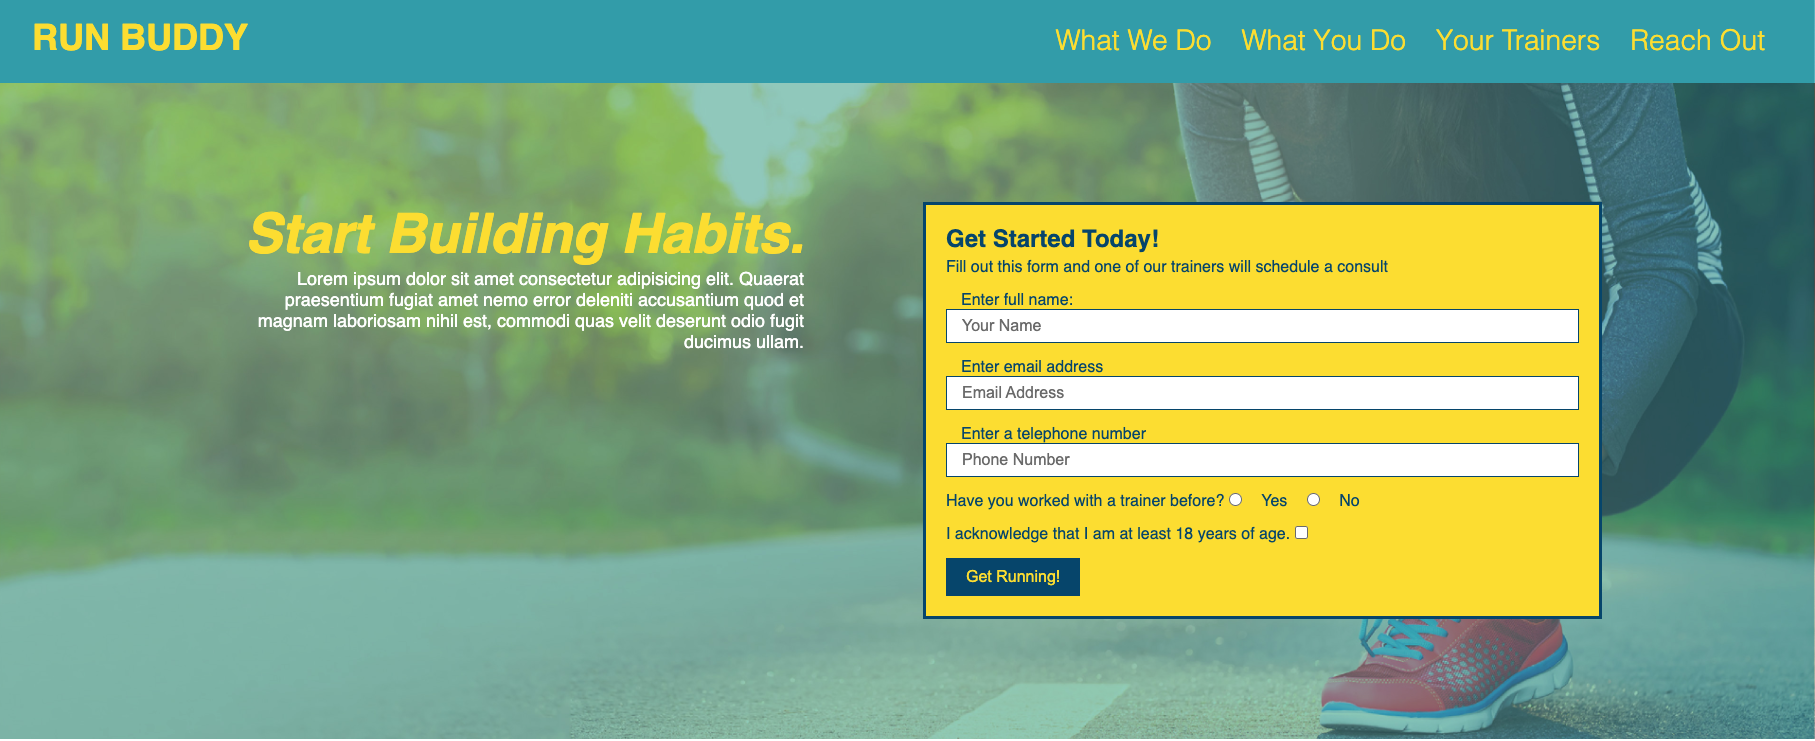 RUN BUDDY
What We Do What You Do Your Trainers Reach Out
Start Building Habits.
Lorem ipsum dolor sit amet consectetur adipisicing elit. Quaerat
praesentium fugiat amet nemo error deleniti accusantium quod et
magnam laboriosam nihil est, commodi quas velit deserunt odio fugit
ducimus ullam.
Get Started Today!
Fill out this form and one of our trainers will schedule a consult
Enter full name:
Your Name
Enter email address
Email Address
Enter a telephone number
Phone Number
Have you worked with a trainer before? Yes No
I acknowledge that I am at least 18 years of age.
Get Running!